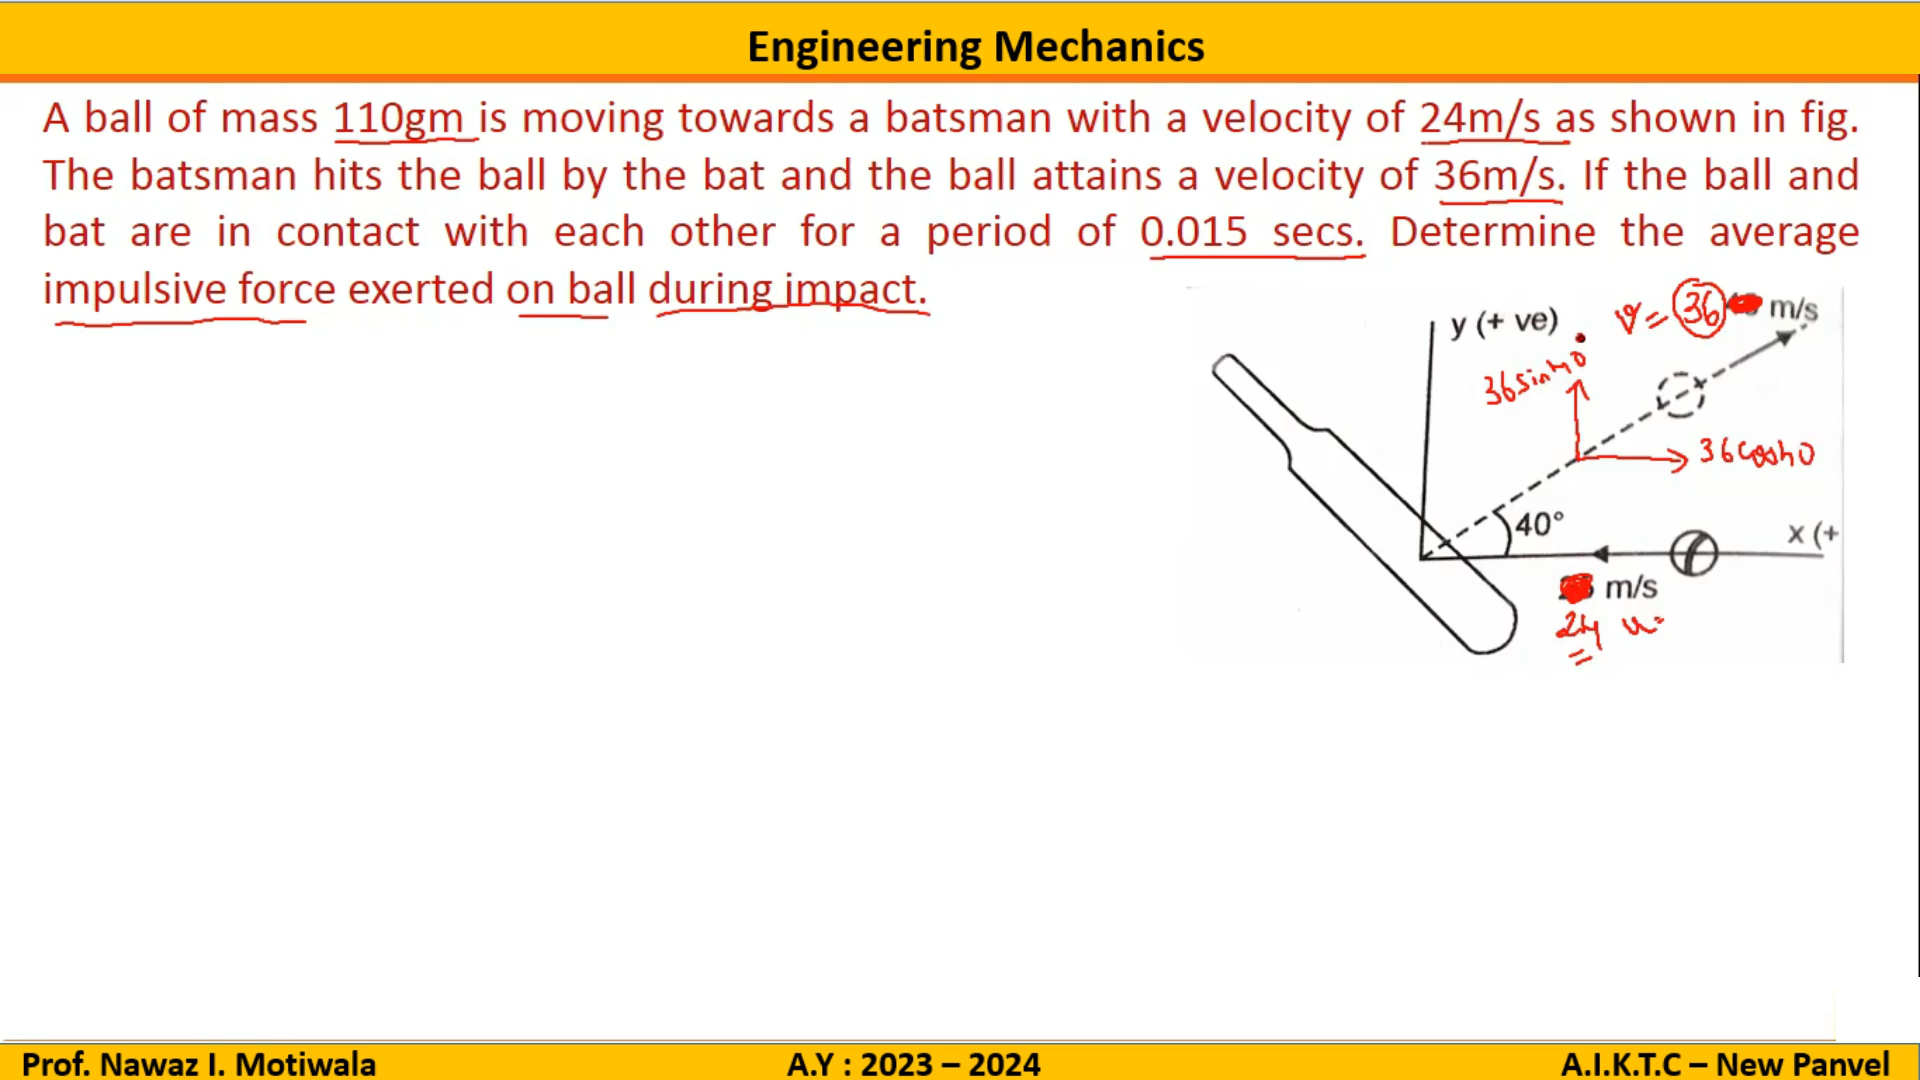 Engineering Mechanics
A ball of mass 110gm is moving towards a batsman with a velocity of 24m/s as shown in fig.
The batsman hits the ball by the bat and the ball attains a velocity of 36m/s. If the ball and
bat are in contact with each other for a period of 0.015 secs. Determine the average
impulsive force exerted on ball during impact.
y (+ ve)
v = 36 m/s
36sin40
36cos40
40°
x (+
m/s
24 u=
Prof. Nawaz I. Motiwala
A.Y : 2023 – 2024
A.I.K.T.C – New Panvel